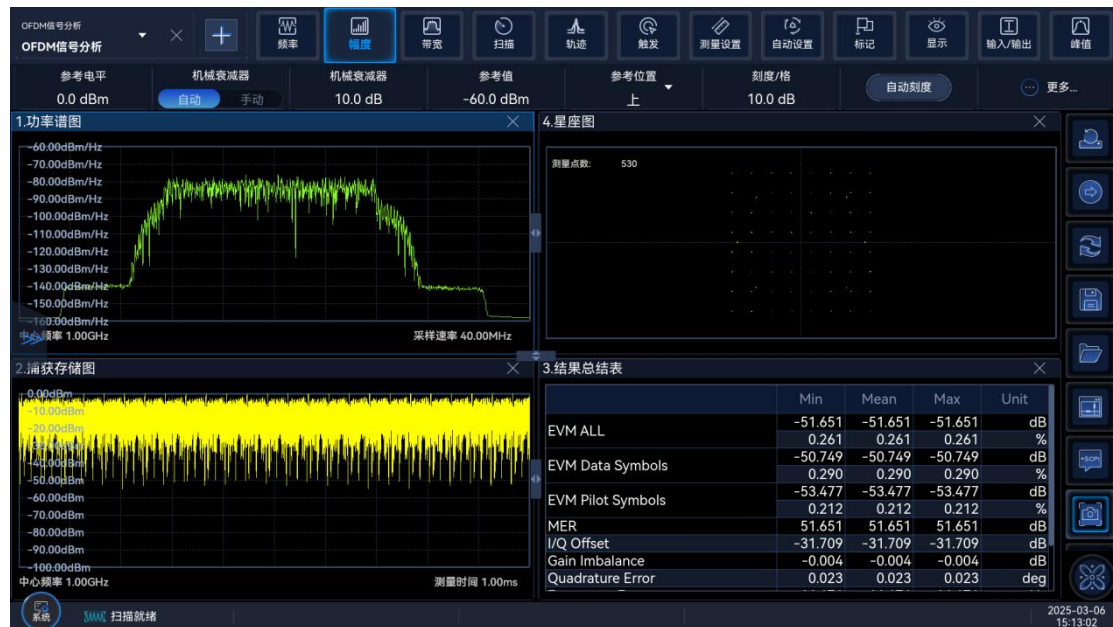 OFDM信号分析
OFDM信号分析
频率
幅度
带宽
扫描
轨迹
触发
测量设置
自动设置
标记
显示
输入/输出
峰值
参考电平
0.0 dBm
机械衰减器
自动 手动
机械衰减器
10.0 dB
参考值
-60.0 dBm
参考位置
上
刻度/格
10.0 dB
自动刻度
更多...
1.功率谱图
-60.00dBm/Hz
-70.00dBm/Hz
-80.00dBm/Hz
-90.00dBm/Hz
-100.00dBm/Hz
-110.00dBm/Hz
-120.00dBm/Hz
-130.00dBm/Hz
-140.00dBm/Hz
-150.00dBm/Hz
-160.00dBm/Hz
中心频率 1.00GHz 采样速率 40.00MHz
4.星座图
测量点数: 530
2.捕获存储图
0.00dBm
-10.00dBm
-20.00dBm
-30.00dBm
-40.00dBm
-50.00dBm
-60.00dBm
-70.00dBm
-80.00dBm
-90.00dBm
-100.00dBm
中心频率 1.00GHz 测量时间 1.00ms
3.结果总结表
Min Mean Max Unit
EVM ALL -51.651 -51.651 -51.651 dB
0.261 0.261 0.261 %
EVM Data Symbols -50.749 -50.749 -50.749 dB
0.290 0.290 0.290 %
EVM Pilot Symbols -53.477 -53.477 -53.477 dB
0.212 0.212 0.212 %
MER 51.651 51.651 51.651 dB
I/Q Offset -31.709 -31.709 -31.709 dB
Gain Imbalance -0.004 -0.004 -0.004 dB
Quadrature Error 0.023 0.023 0.023 deg
SCPI
系统
扫描就绪
2025-03-06
15:13:02